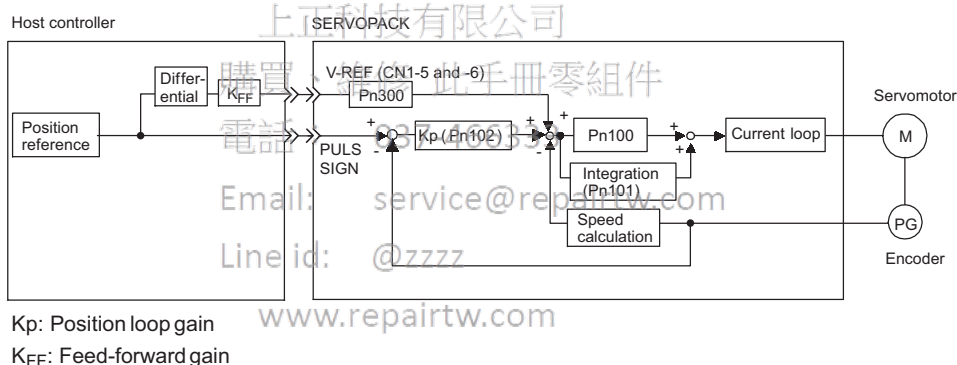 上正科技有限公司
Host controller
SERVOPACK
購買、維修 此手冊零組件
V-REF (CN1-5 and -6)
Differ-
ential
KFF
Pn300
Servomotor
Position
reference
電話:
PULS
SIGN
+
-
Kp (Pn102)
+
+
+
-
Pn100
+
+
Current loop
M
Integration
(Pn101)
Email: service@repairtw.com
Speed
calculation
PG
Encoder
Line id: @zzzz
www.repairtw.com
Kp: Position loop gain
KFF: Feed-forward gain